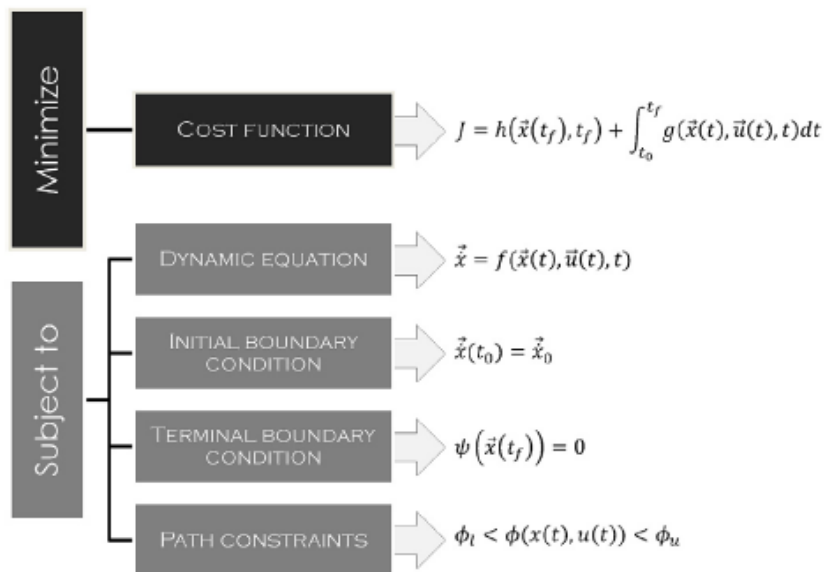 Minimize
COST FUNCTION
J = h(x⃗(t_f), t_f) + ∫_{t_0}^{t_f} g(x⃗(t), u⃗(t), t)dt
Subject to
DYNAMIC EQUATION
ẋ⃗ = f(x⃗(t), u⃗(t), t)
INITIAL BOUNDARY
CONDITION
ẋ⃗(t_0) = ẋ⃗_0
TERMINAL BOUNDARY
CONDITION
ψ(x⃗(t_f)) = 0
PATH CONSTRAINTS
ϕ_l < ϕ(x(t), u(t)) < ϕ_u